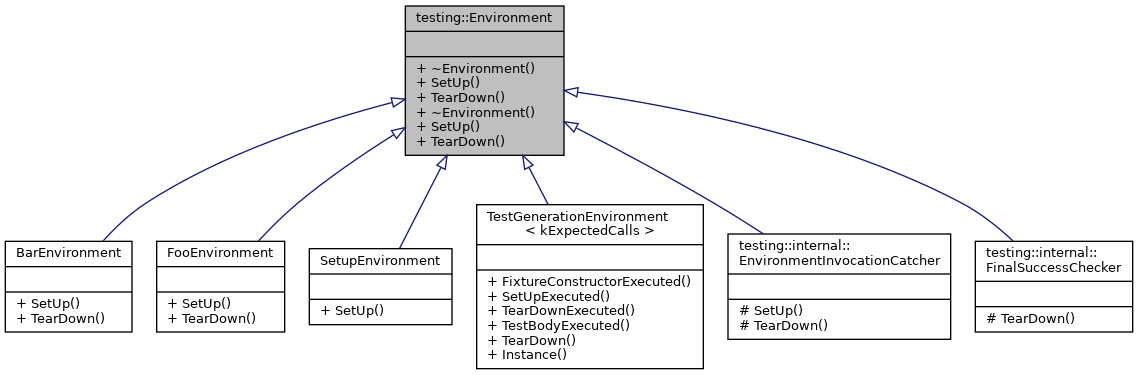 testing::Environment
+ ~Environment()
+ SetUp()
+ TearDown()
+ ~Environment()
+ SetUp()
+ TearDown()
BarEnvironment
+ SetUp()
+ TearDown()
FooEnvironment
+ SetUp()
+ TearDown()
SetupEnvironment
+ SetUp()
TestGenerationEnvironment
< kExpectedCalls >
+ FixtureConstructorExecuted()
+ SetUpExecuted()
+ TearDownExecuted()
+ TestBodyExecuted()
+ TearDown()
+ Instance()
testing::internal::
EnvironmentInvocationCatcher
# SetUp()
# TearDown()
testing::internal::
FinalSuccessChecker
# TearDown()